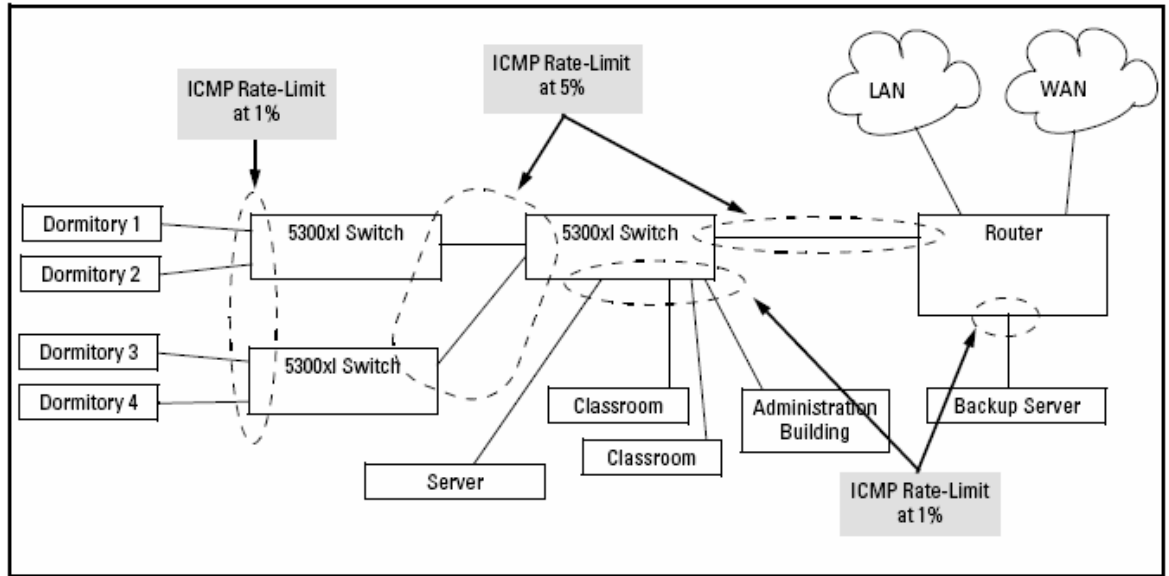 ICMP Rate-Limit
at 1%
ICMP Rate-Limit
at 5%
LAN
WAN
Dormitory 1
Dormitory 2
5300xl Switch
5300xl Switch
Router
Dormitory 3
Dormitory 4
5300xl Switch
Classroom
Administration
Building
Backup Server
Classroom
Server
ICMP Rate-Limit
at 1%